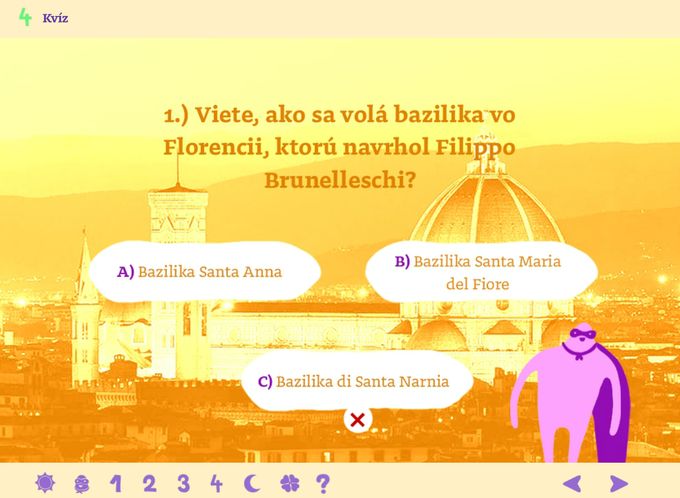 4 Kvíz
1.) Viete, ako sa volá bazilika vo
Florencii, ktorú navrhol Filippo
Brunelleschi?
A) Bazilika Santa Anna
B) Bazilika Santa Maria
del Fiore
C) Bazilika di Santa Narnia
1 2 3 4 ?